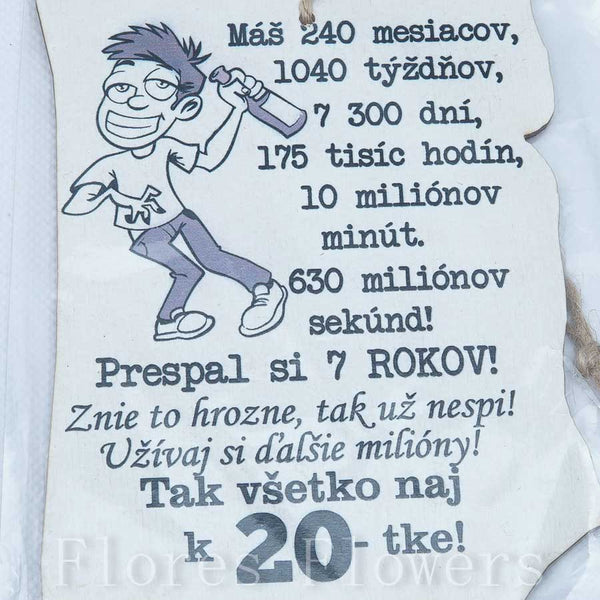 Máš 240 mesiacov,
1040 týždňov,
7 300 dní,
175 tisíc hodín,
10 miliónov
minút.
630 miliónov
sekúnd!
Prespal si 7 ROKOV!
Znie to hrozne, tak už nespi!
Užívaj si ďalšie milióny!
Tak všetko naj
k 20-tke!
© Flores Flowers